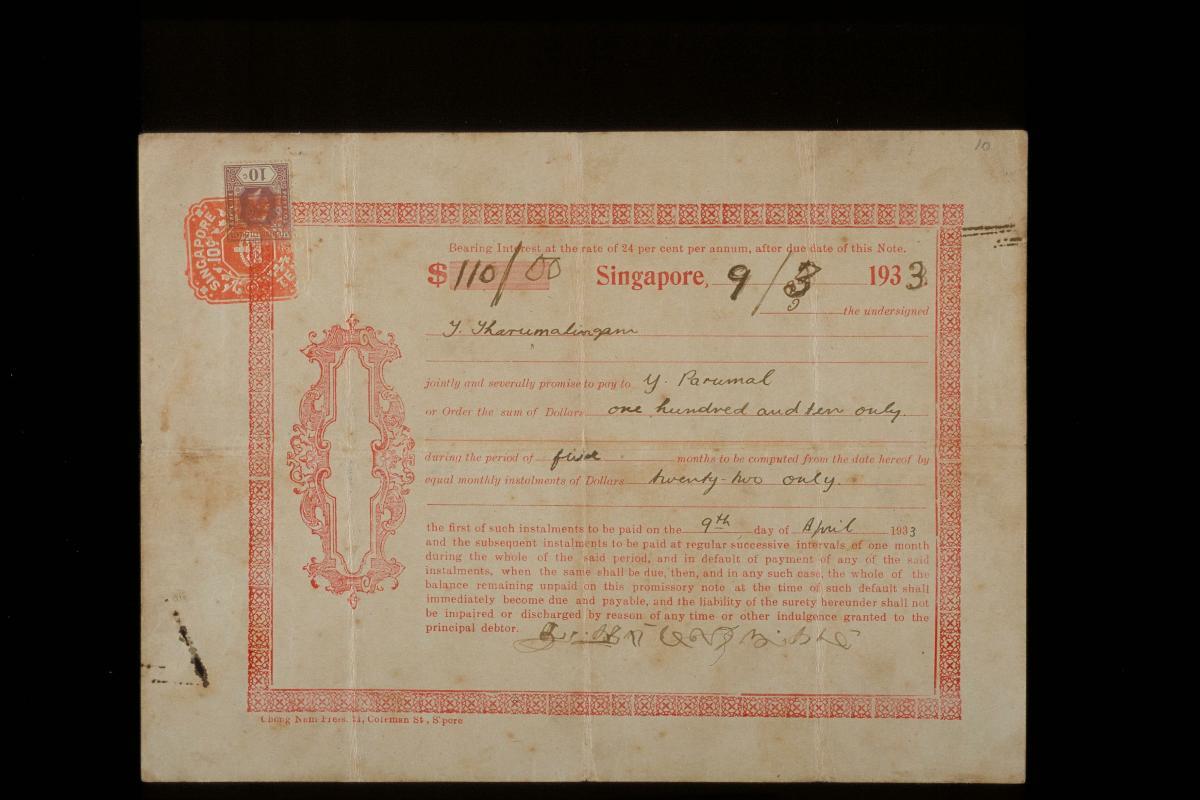 10
10 c
SINGAPORE
10 c
Bearing Interest at the rate of 24 per cent per annum, after due date of this Note.
$ 110/00 Singapore, 9/3 1933
the undersigned
T. Tharumalingam
jointly and severally promise to pay to Y. Parumal
or Order the sum of Dollars one hundred and ten only.
during the period of five months to be computed from the date hereof by
equal monthly instalments of Dollars twenty-two only.
the first of such instalments to be paid on the 9th day of April 1933
and the subsequent instalments to be paid at regular successive intervals of one month
during the whole of the said period, and in default of payment of any of the said
instalments, when the same shall be due, then, and in any such case, the whole of the
balance remaining unpaid on this promissory note at the time of such default shall
immediately become due and payable, and the liability of the surety hereunder shall not
be impaired or discharged by reason of any time or other indulgence granted to the
principal debtor.
Chong Nam Press, 21, Coleman St., S'pore